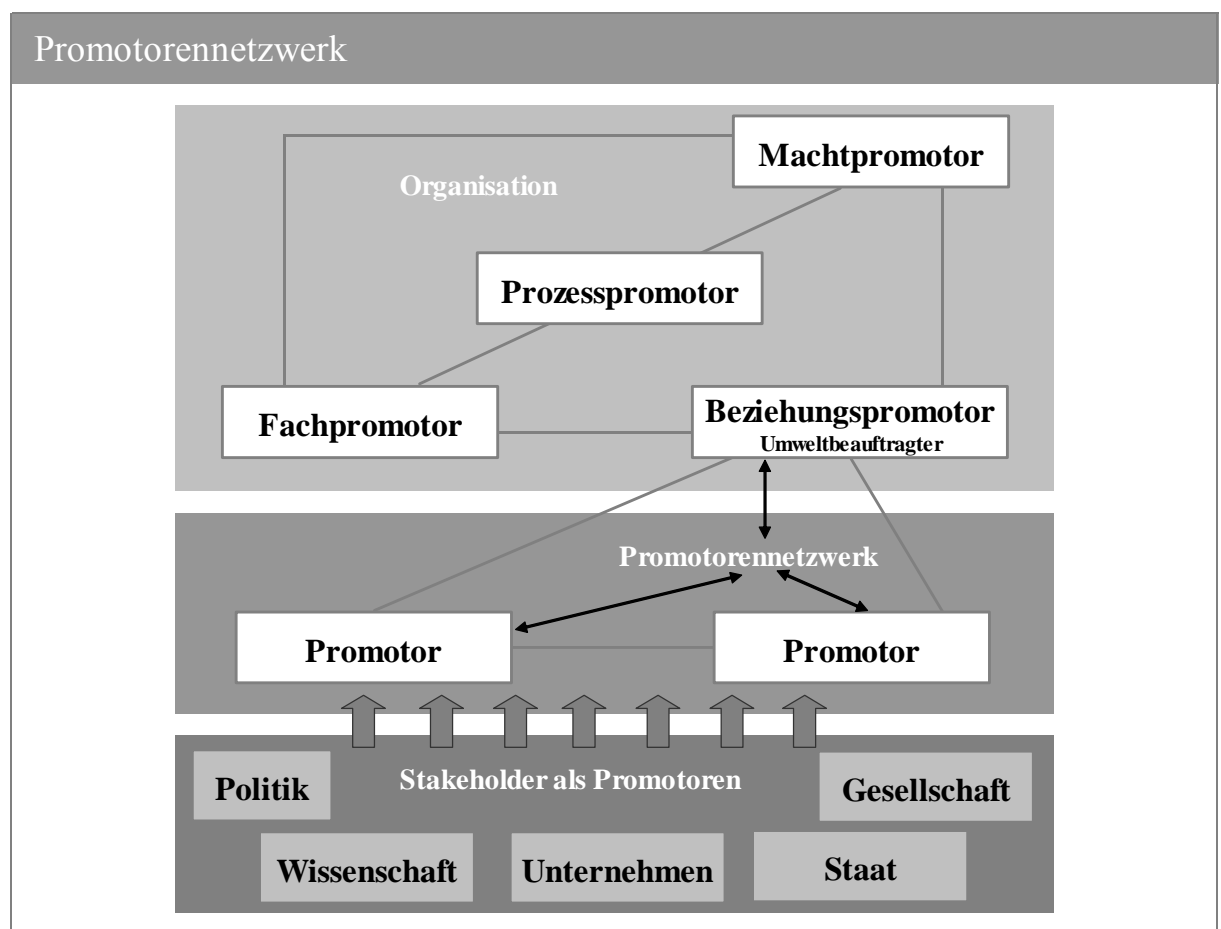 Promotorennetzwerk
Machtpromotor
Organisation
Prozesspromotor
Fachpromotor
Beziehungspromotor
Umweltbeauftragter
Promotorennetzwerk
Promotor
Promotor
Politik
Stakeholder als Promotoren
Gesellschaft
Wissenschaft
Unternehmen
Staat